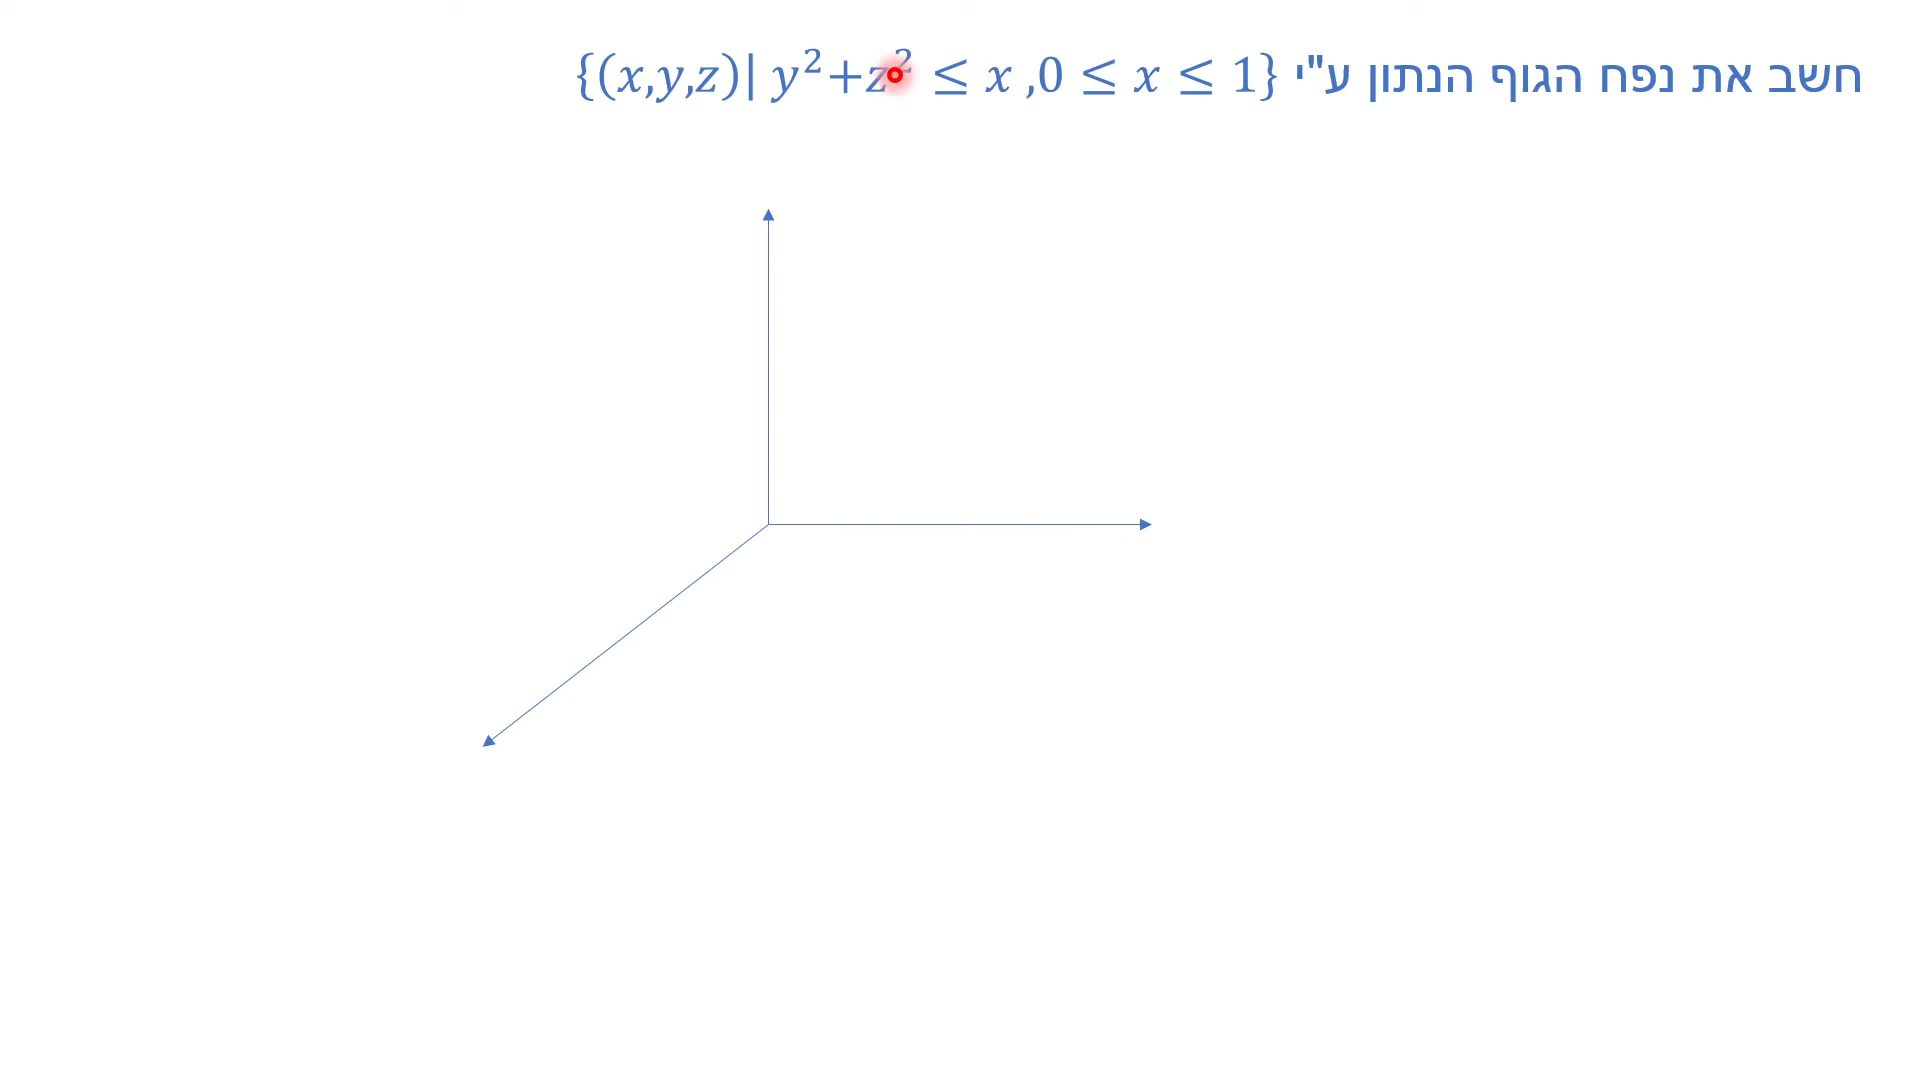 חשב את נפח הגוף הנתון ע"י {(x,y,z)| y²+z² ≤ x ,0 ≤ x ≤ 1}